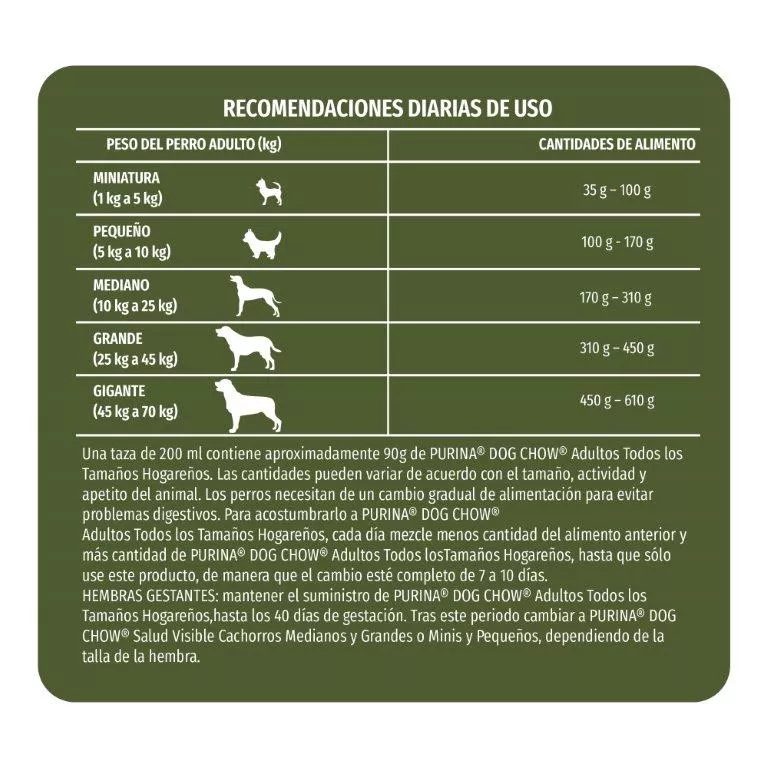 RECOMENDACIONES DIARIAS DE USO
PESO DEL PERRO ADULTO (kg)
CANTIDADES DE ALIMENTO
MINIATURA
(1 kg a 5 kg)
35 g – 100 g
PEQUEÑO
(5 kg a 10 kg)
100 g - 170 g
MEDIANO
(10 kg a 25 kg)
170 g – 310 g
GRANDE
(25 kg a 45 kg)
310 g – 450 g
GIGANTE
(45 kg a 70 kg)
450 g – 610 g
Una taza de 200 ml contiene aproximadamente 90g de PURINA® DOG CHOW® Adultos Todos los
Tamaños Hogareños. Las cantidades pueden variar de acuerdo con el tamaño, actividad y
apetito del animal. Los perros necesitan de un cambio gradual de alimentación para evitar
problemas digestivos. Para acostumbrarlo a PURINA® DOG CHOW®
Adultos Todos los Tamaños Hogareños, cada día mezcle menos cantidad del alimento anterior y
más cantidad de PURINA® DOG CHOW® Adultos Todos losTamaños Hogareños, hasta que sólo
use este producto, de manera que el cambio esté completo de 7 a 10 días.
HEMBRAS GESTANTES: mantener el suministro de PURINA® DOG CHOW® Adultos Todos los
Tamaños Hogareños,hasta los 40 días de gestación. Tras este periodo cambiar a PURINA® DOG
CHOW® Salud Visible Cachorros Medianos y Grandes o Minis y Pequeños, dependiendo de la
talla de la hembra.